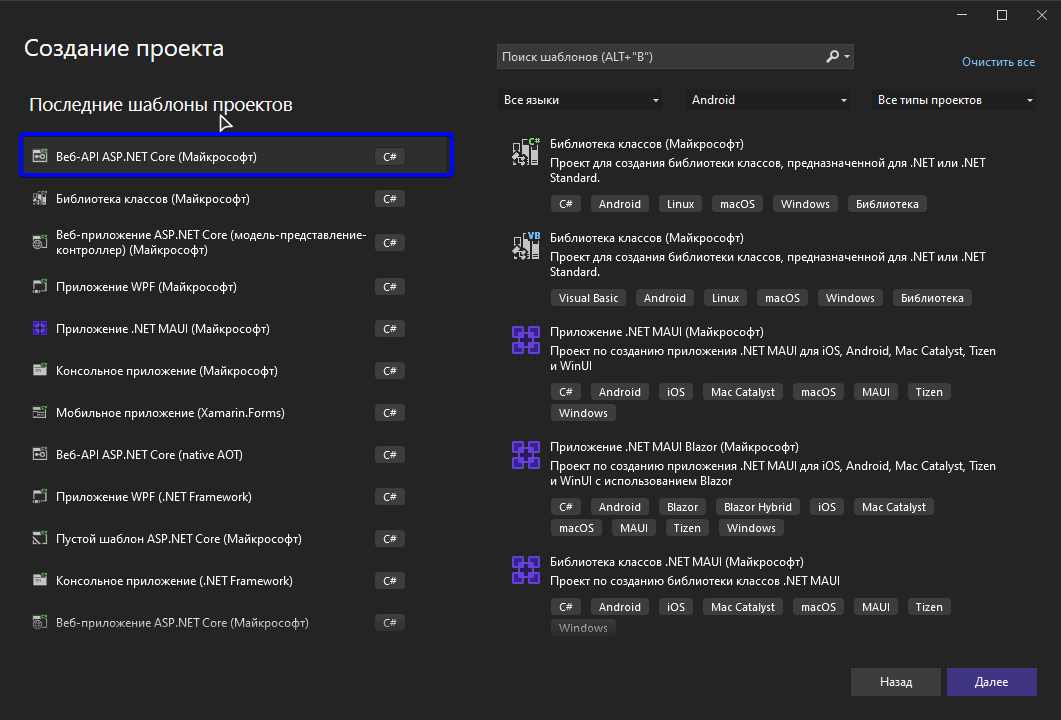 Создание проекта
Последние шаблоны проектов
Веб-API ASP.NET Core (Майкрософт) C#
Библиотека классов (Майкрософт) C#
Веб-приложение ASP.NET Core (модель-представление-
контроллер) (Майкрософт) C#
Приложение WPF (Майкрософт) C#
Приложение .NET MAUI (Майкрософт) C#
Консольное приложение (Майкрософт) C#
Мобильное приложение (Xamarin.Forms) C#
Веб-API ASP.NET Core (native AOT) C#
Приложение WPF (.NET Framework) C#
Пустой шаблон ASP.NET Core (Майкрософт) C#
Консольное приложение (.NET Framework) C#
Веб-приложение ASP.NET Core (Майкрософт) C#
Поиск шаблонов (ALT+"B")
Очистить все
Все языки Android Все типы проектов
C#
Библиотека классов (Майкрософт)
Проект для создания библиотеки классов, предназначенной для .NET или .NET
Standard.
C# Android Linux macOS Windows Библиотека
VB
Библиотека классов (Майкрософт)
Проект для создания библиотеки классов, предназначенной для .NET или .NET
Standard.
Visual Basic Android Linux macOS Windows Библиотека
Приложение .NET MAUI (Майкрософт)
Проект по созданию приложения .NET MAUI для iOS, Android, Mac Catalyst, Tizen
и WinUI
C# Android iOS Mac Catalyst macOS MAUI Tizen
Windows
Приложение .NET MAUI Blazor (Майкрософт)
Проект по созданию приложения .NET MAUI для iOS, Android, Mac Catalyst, Tizen
и WinUI с использованием Blazor
C# Android Blazor Blazor Hybrid iOS Mac Catalyst
macOS MAUI Tizen Windows
Библиотека классов .NET MAUI (Майкрософт)
Проект по созданию библиотеки классов .NET MAUI
C# Android iOS Mac Catalyst macOS MAUI Tizen
Windows
Назад Далее